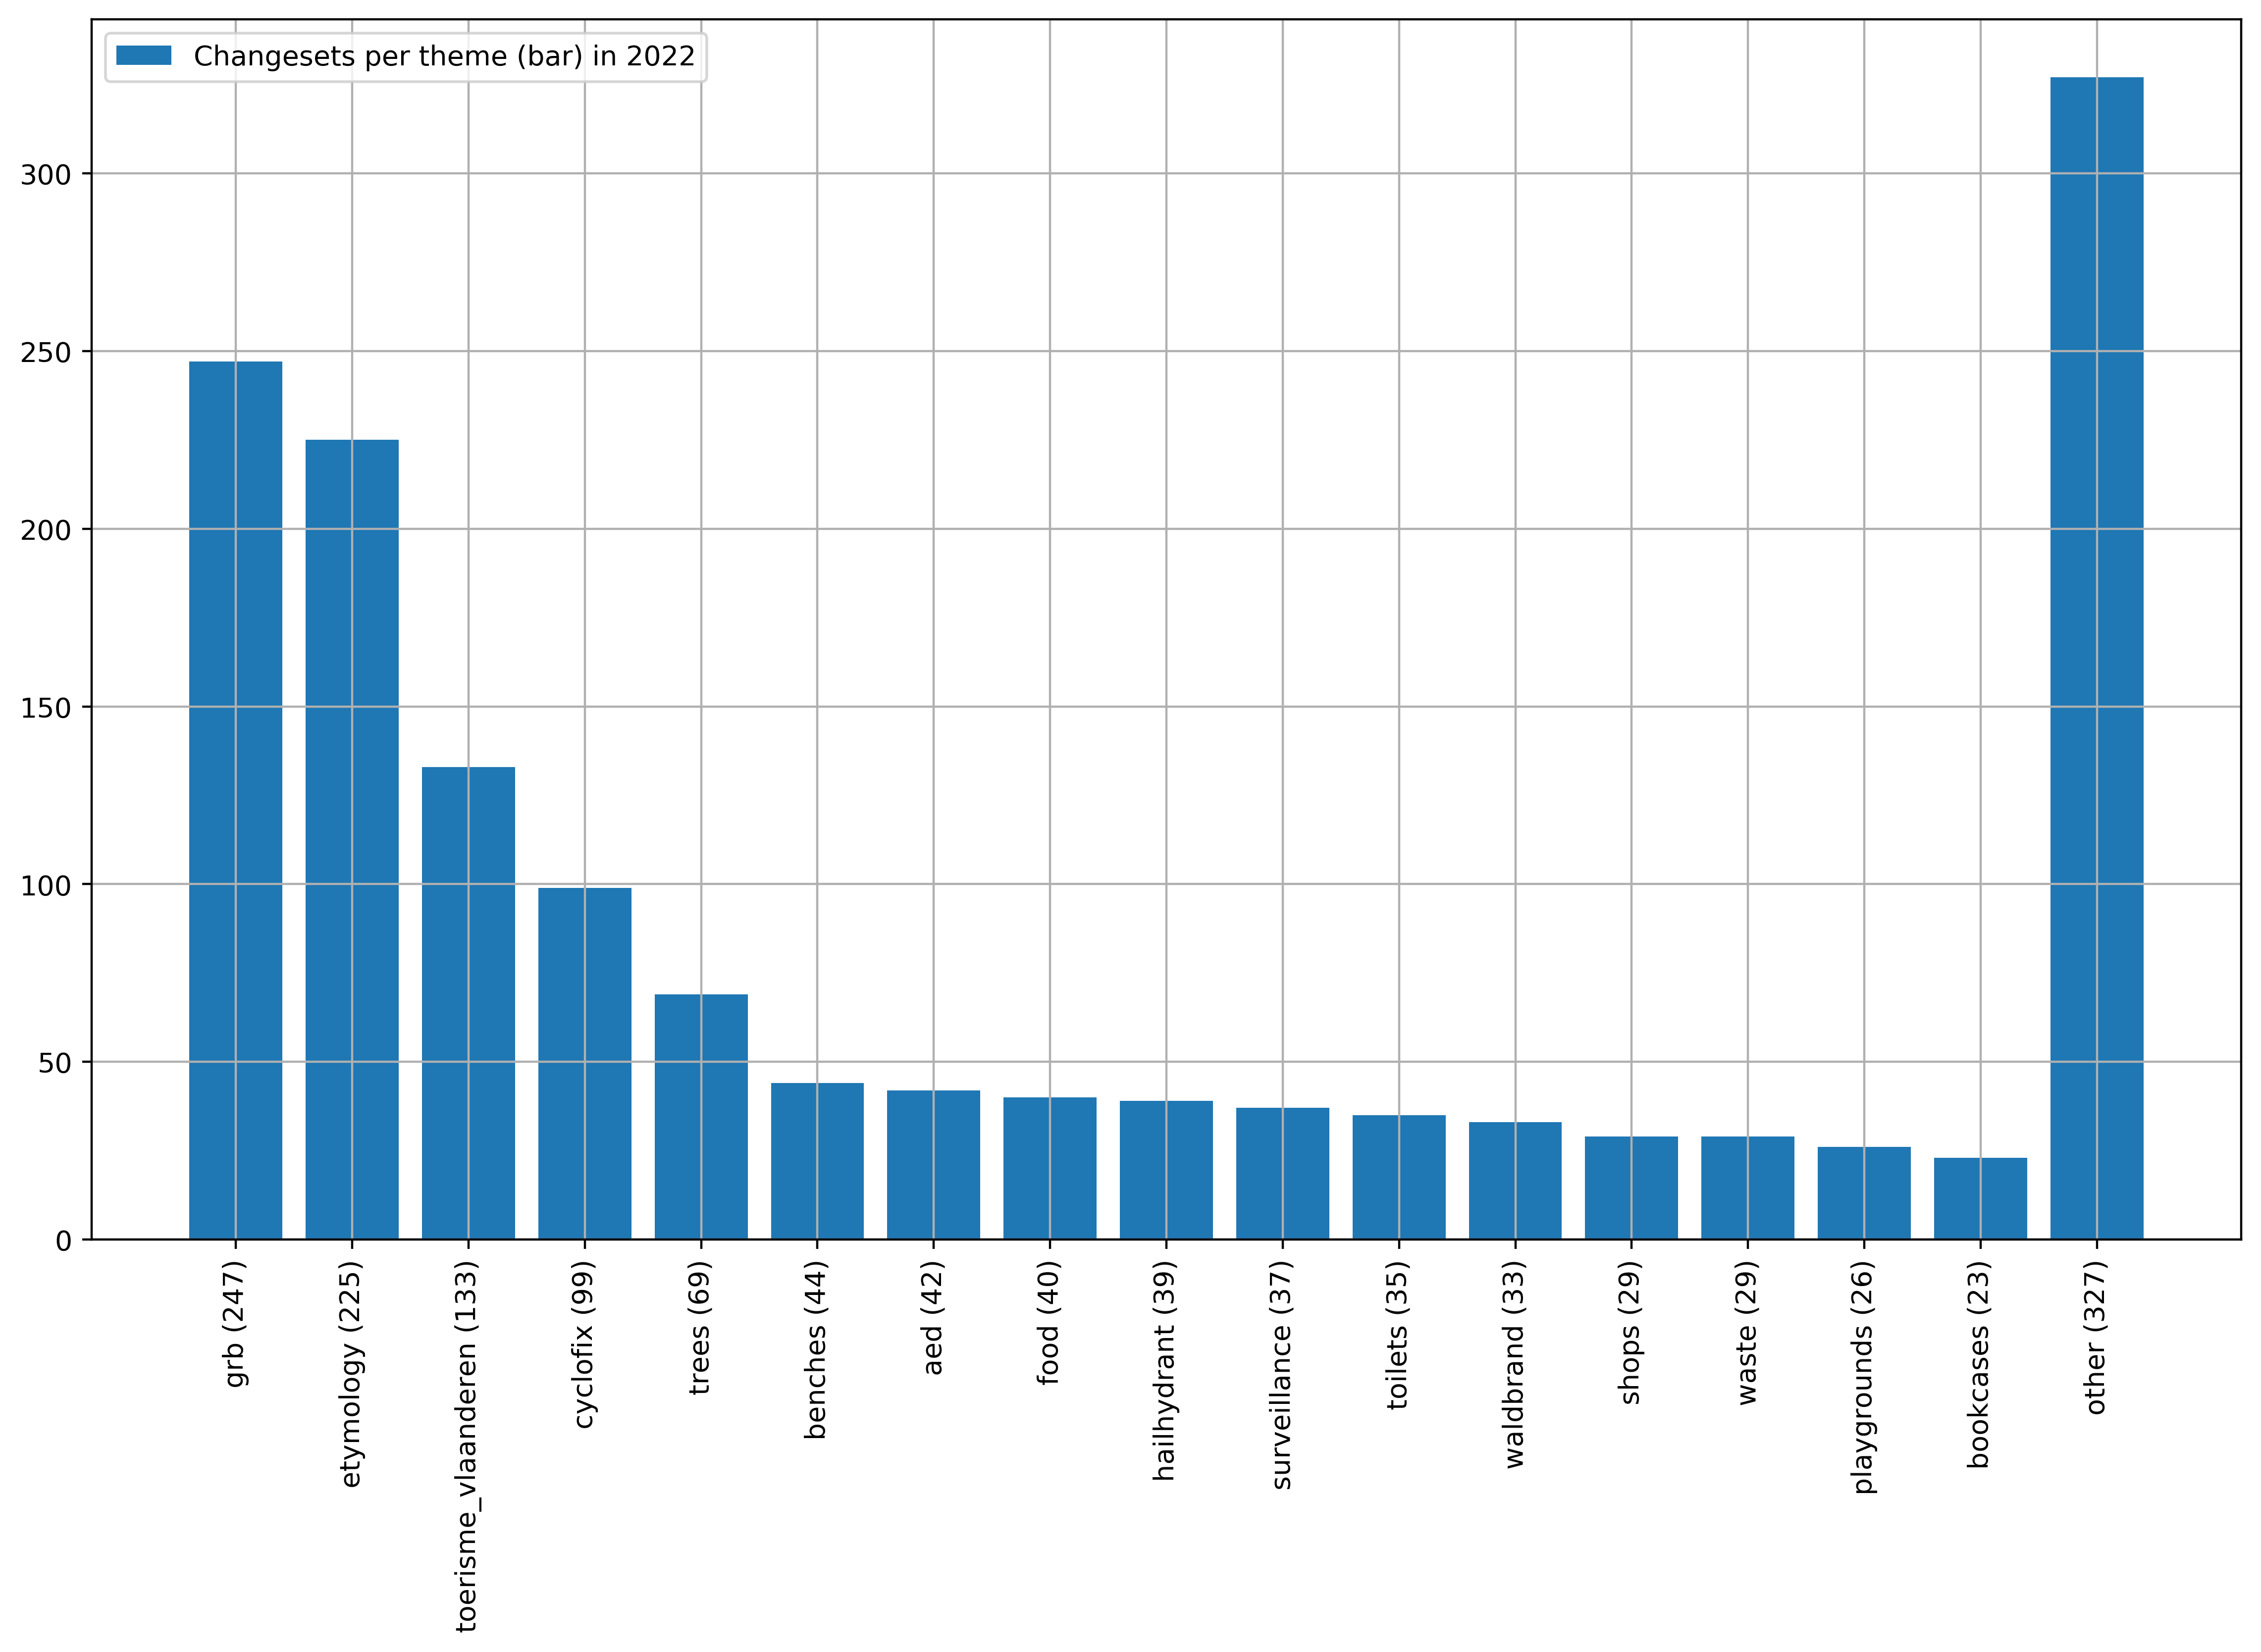 Changesets per theme (bar) in 2022
300
250
200
150
100
50
0
grb (247)
etymology (225)
toerisme_vlaanderen (133)
cyclofix (99)
trees (69)
benches (44)
aed (42)
food (40)
hailhydrant (39)
surveillance (37)
toilets (35)
waldbrand (33)
shops (29)
waste (29)
playgrounds (26)
bookcases (23)
other (327)